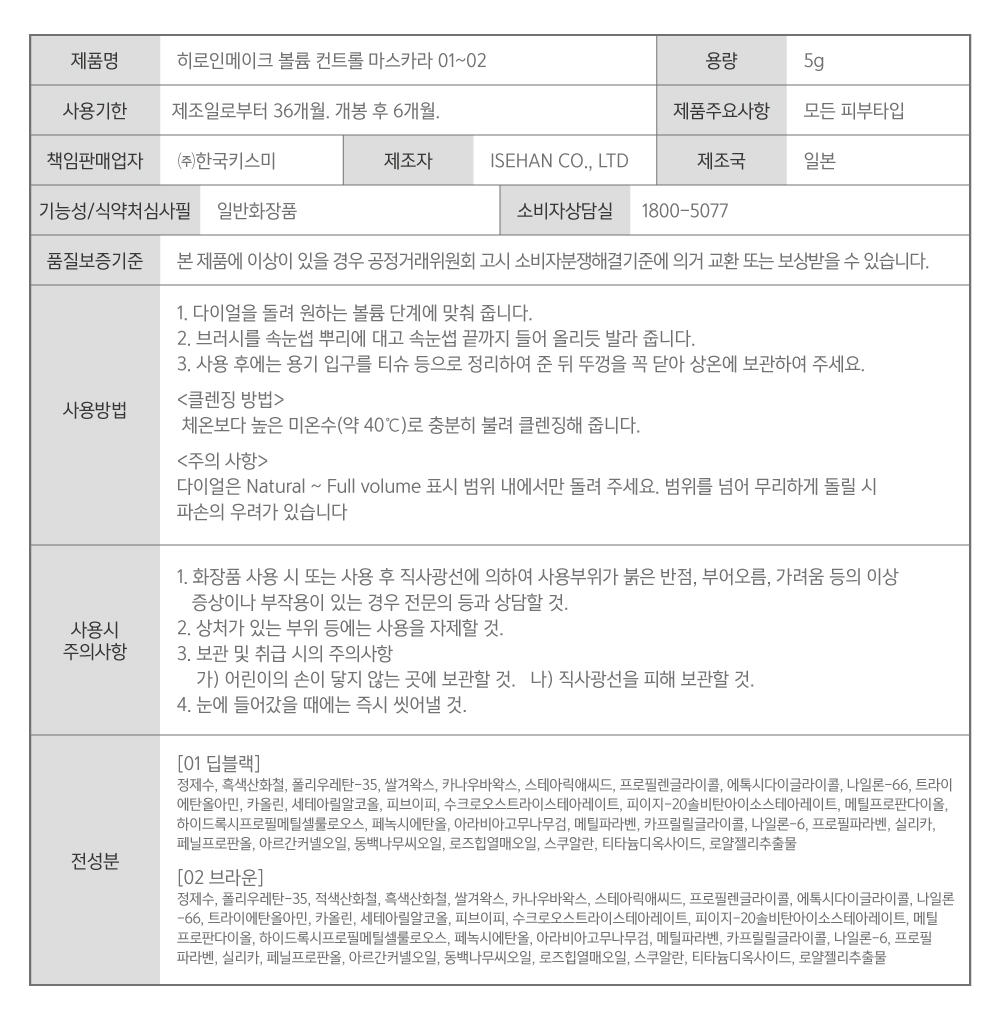 제품명 히로인메이크 볼륨 컨트롤 마스카라 01~02 용량 5g
사용기한 제조일로부터 36개월. 개봉 후 6개월. 제품주요사항 모든 피부타입
책임판매업자 ㈜한국키스미 제조자 ISEHAN CO., LTD 제조국 일본
기능성/식약처심사필 일반화장품 소비자상담실 1800-5077
품질보증기준 본 제품에 이상이 있을 경우 공정거래위원회 고시 소비자분쟁해결기준에 의거 교환 또는 보상받을 수 있습니다.
사용방법
1. 다이얼을 돌려 원하는 볼륨 단계에 맞춰 줍니다.
2. 브러시를 속눈썹 뿌리에 대고 속눈썹 끝까지 들어 올리듯 발라 줍니다.
3. 사용 후에는 용기 입구를 티슈 등으로 정리하여 준 뒤 뚜껑을 꼭 닫아 상온에 보관하여 주세요.
<클렌징 방법>
체온보다 높은 미온수(약 40℃)로 충분히 불려 클렌징해 줍니다.
<주의 사항>
다이얼은 Natural ~ Full volume 표시 범위 내에서만 돌려 주세요. 범위를 넘어 무리하게 돌릴 시
파손의 우려가 있습니다
사용시
주의사항
1. 화장품 사용 시 또는 사용 후 직사광선에 의하여 사용부위가 붉은 반점, 부어오름, 가려움 등의 이상
증상이나 부작용이 있는 경우 전문의 등과 상담할 것.
2. 상처가 있는 부위 등에는 사용을 자제할 것.
3. 보관 및 취급 시의 주의사항
가) 어린이의 손이 닿지 않는 곳에 보관할 것. 나) 직사광선을 피해 보관할 것.
4. 눈에 들어갔을 때에는 즉시 씻어낼 것.
전성분
[01 딥블랙]
정제수, 흑색산화철, 폴리우레탄-35, 쌀겨왁스, 카나우바왁스, 스테아릭애씨드, 프로필렌글라이콜, 에톡시다이글라이콜, 나일론-66, 트라이
에탄올아민, 카올린, 세테아릴알코올, 피브이피, 수크로오스트라이스테아레이트, 피이지-20솔비탄아이소스테아레이트, 메틸프로판다이올,
하이드록시프로필메틸셀룰로오스, 페녹시에탄올, 아라비아고무나무검, 메틸파라벤, 카프릴릴글라이콜, 나일론-6, 프로필파라벤, 실리카,
페닐프로판올, 아르간커넬오일, 동백나무씨오일, 로즈힙열매오일, 스쿠알란, 티타늄디옥사이드, 로얄젤리추출물
[02 브라운]
정제수, 폴리우레탄-35, 적색산화철, 흑색산화철, 쌀겨왁스, 카나우바왁스, 스테아릭애씨드, 프로필렌글라이콜, 에톡시다이글라이콜, 나일론
-66, 트라이에탄올아민, 카올린, 세테아릴알코올, 피브이피, 수크로오스트라이스테아레이트, 피이지-20솔비탄아이소스테아레이트, 메틸
프로판다이올, 하이드록시프로필메틸셀룰로오스, 페녹시에탄올, 아라비아고무나무검, 메틸파라벤, 카프릴릴글라이콜, 나일론-6, 프로필
파라벤, 실리카, 페닐프로판올, 아르간커넬오일, 동백나무씨오일, 로즈힙열매오일, 스쿠알란, 티타늄디옥사이드, 로얄젤리추출물